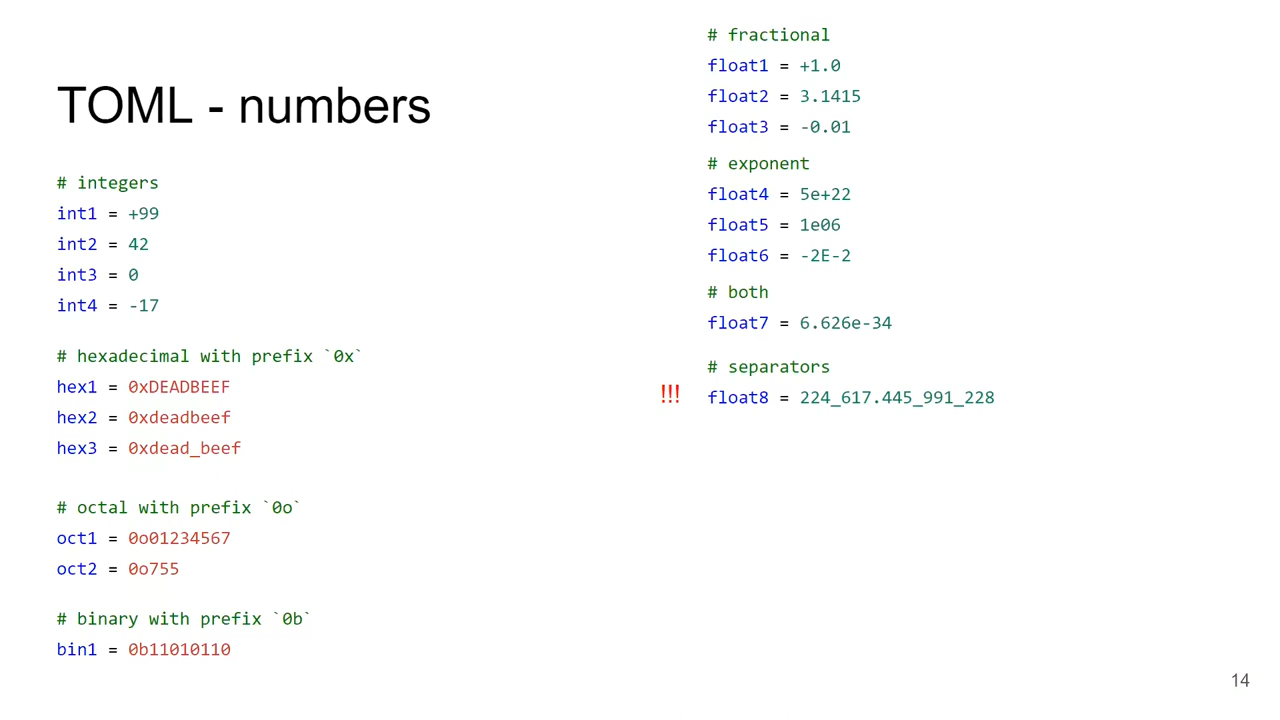 TOML - numbers
# integers
int1 = +99
int2 = 42
int3 = 0
int4 = -17
# hexadecimal with prefix `0x`
hex1 = 0xDEADBEEF
hex2 = 0xdeadbeef
hex3 = 0xdead_beef
# octal with prefix `0o`
oct1 = 0o01234567
oct2 = 0o755
# binary with prefix `0b`
bin1 = 0b11010110
# fractional
float1 = +1.0
float2 = 3.1415
float3 = -0.01
# exponent
float4 = 5e+22
float5 = 1e06
float6 = -2E-2
# both
float7 = 6.626e-34
# separators
!!! float8 = 224_617.445_991_228
14